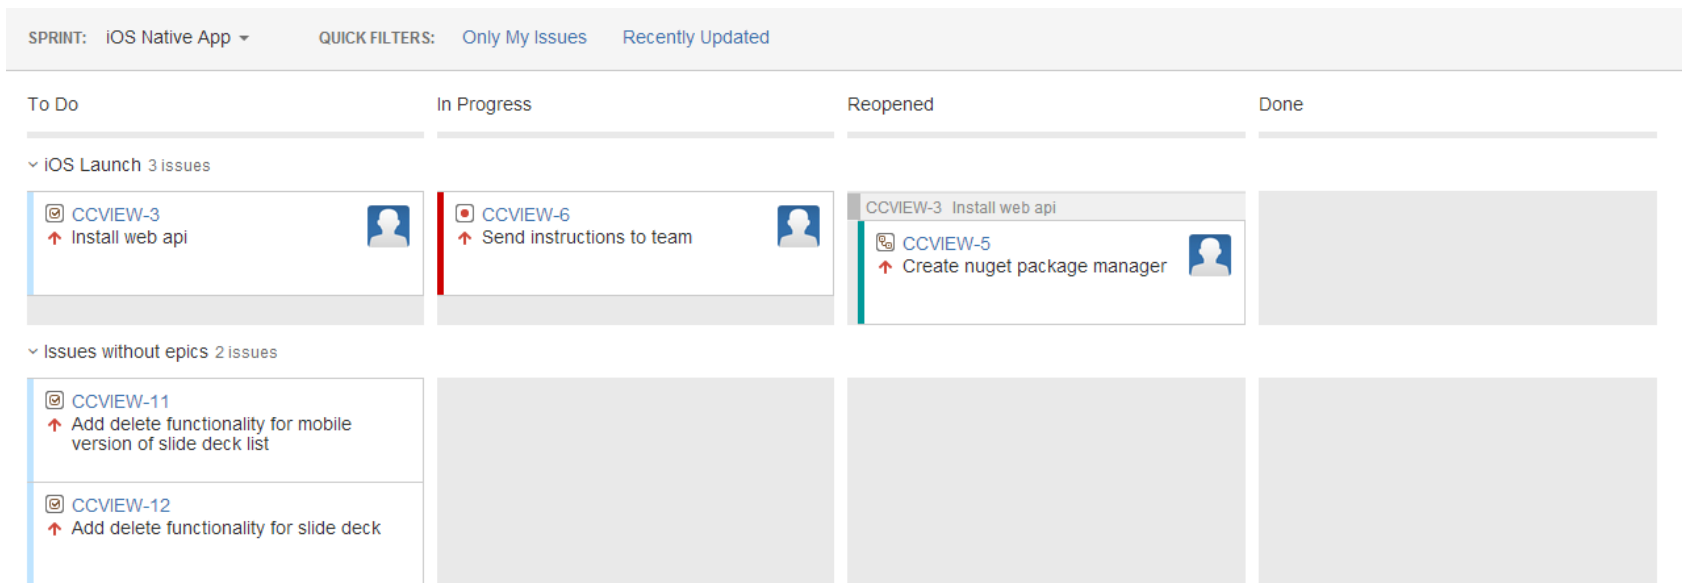 SPRINT: iOS Native App QUICK FILTERS: Only My Issues Recently Updated
To Do In Progress Reopened Done
iOS Launch 3 issues
CCVIEW-3
Install web api
CCVIEW-6
Send instructions to team
CCVIEW-3 Install web api
CCVIEW-5
Create nuget package manager
Issues without epics 2 issues
CCVIEW-11
Add delete functionality for mobile
version of slide deck list
CCVIEW-12
Add delete functionality for slide deck